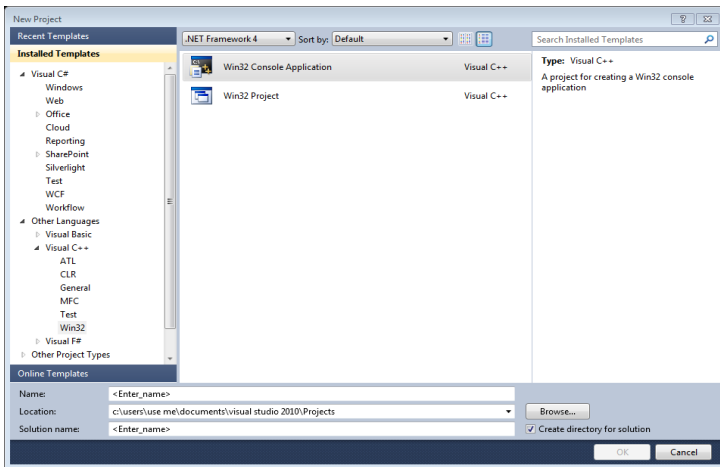 New Project
Recent Templates
.NET Framework 4 Sort by: Default Search Installed Templates
Installed Templates
Visual C#
Windows
Web
Office
Cloud
Reporting
SharePoint
Silverlight
Test
WCF
Workflow
Other Languages
Visual Basic
Visual C++
ATL
CLR
General
MFC
Test
Win32
Visual F#
Other Project Types
Online Templates
Win32 Console Application Visual C++
Win32 Project Visual C++
Type: Visual C++
A project for creating a Win32 console
application
Name: <Enter_name>
Location: c:\users\use me\documents\visual studio 2010\Projects Browse...
Solution name: <Enter_name> Create directory for solution
OK Cancel